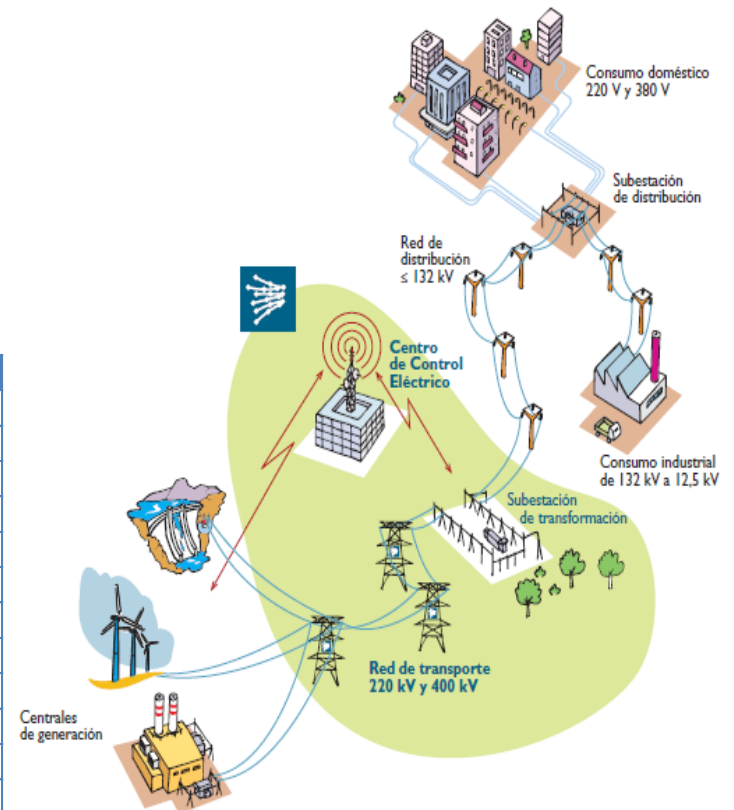 Consumo doméstico
220 V y 380 V
Subestación
de distribución
Red de
distribución
≤ 132 kV
Centro
de Control
Eléctrico
Consumo industrial
de 132 kV a 12,5 kV
Subestación
de transformación
Red de transporte
220 kV y 400 kV
Centrales
de generación